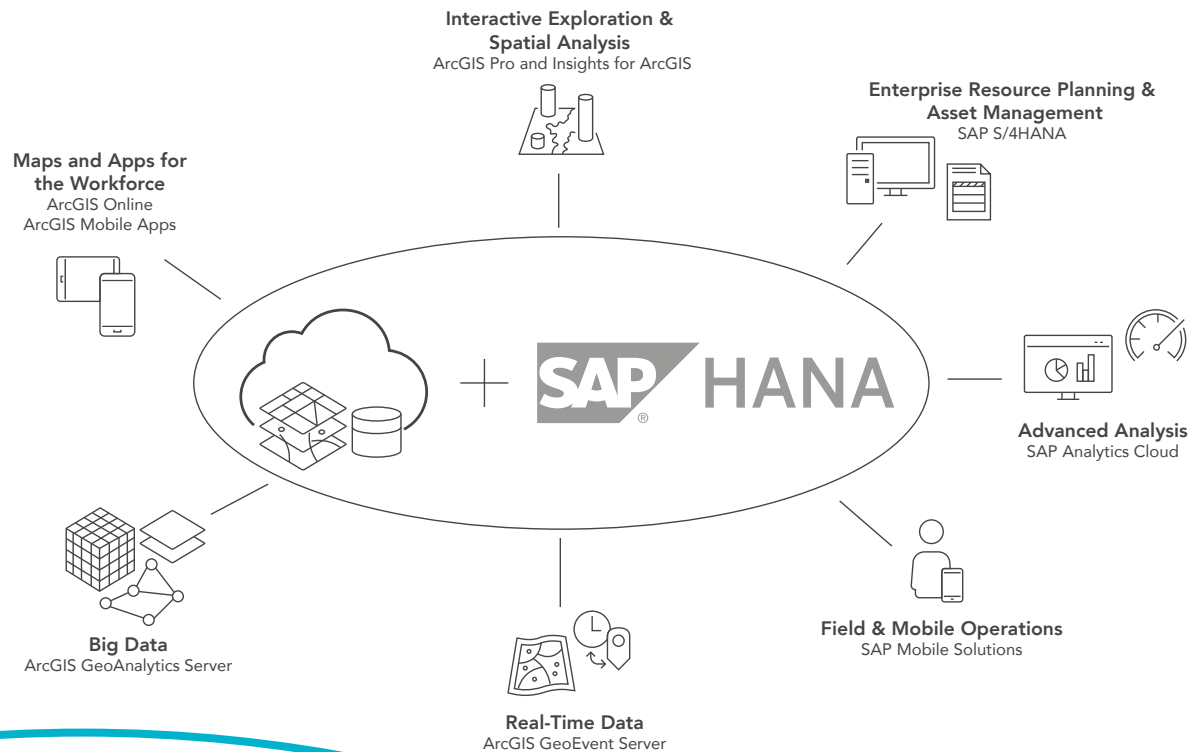 Interactive Exploration &
Spatial Analysis
ArcGIS Pro and Insights for ArcGIS
Enterprise Resource Planning &
Asset Management
SAP S/4HANA
Maps and Apps for
the Workforce
ArcGIS Online
ArcGIS Mobile Apps
SAP® HANA
Advanced Analysis
SAP Analytics Cloud
Big Data
ArcGIS GeoAnalytics Server
Field & Mobile Operations
SAP Mobile Solutions
Real-Time Data
ArcGIS GeoEvent Server